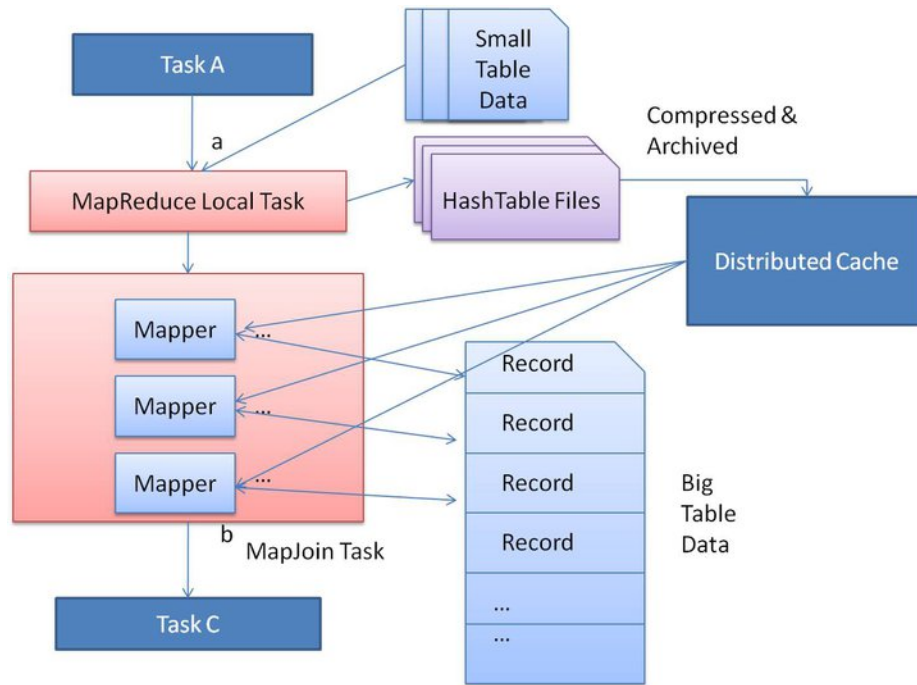 Task A
Small
Table
Data
a
Compressed &
Archived
MapReduce Local Task
HashTable Files
Distributed Cache
Mapper
...
Record
Mapper
...
Record
Mapper
...
Record
Big
Table
Data
Record
b
MapJoin Task
...
Task C
...